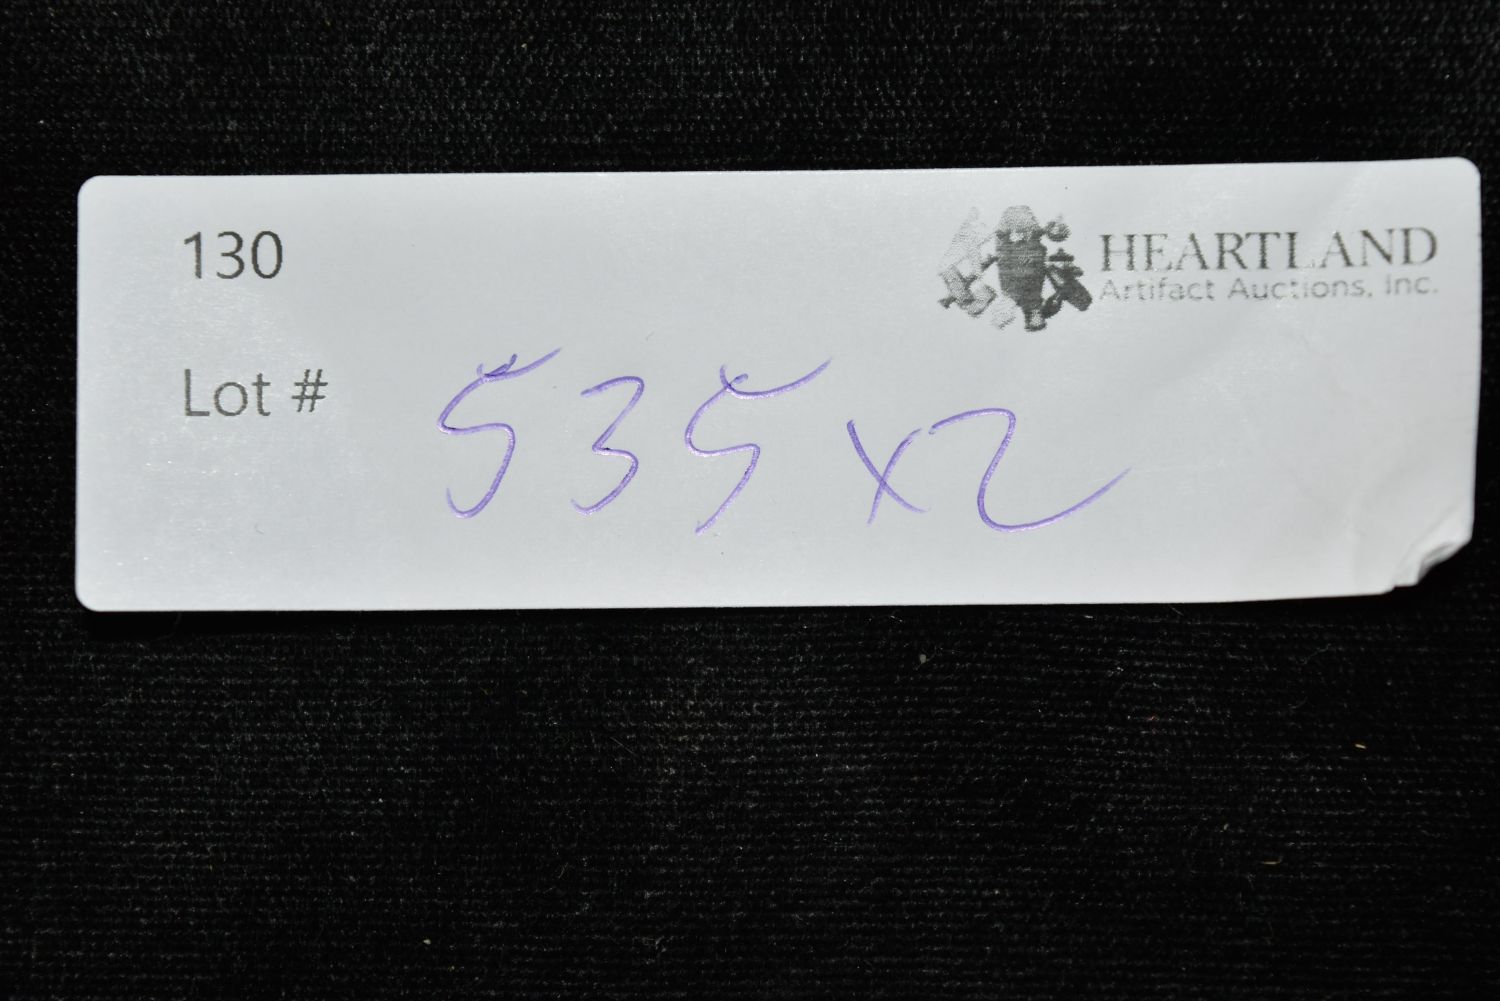 130
HEARTLAND
Artifact Auctions, Inc.
Lot # 535 x2